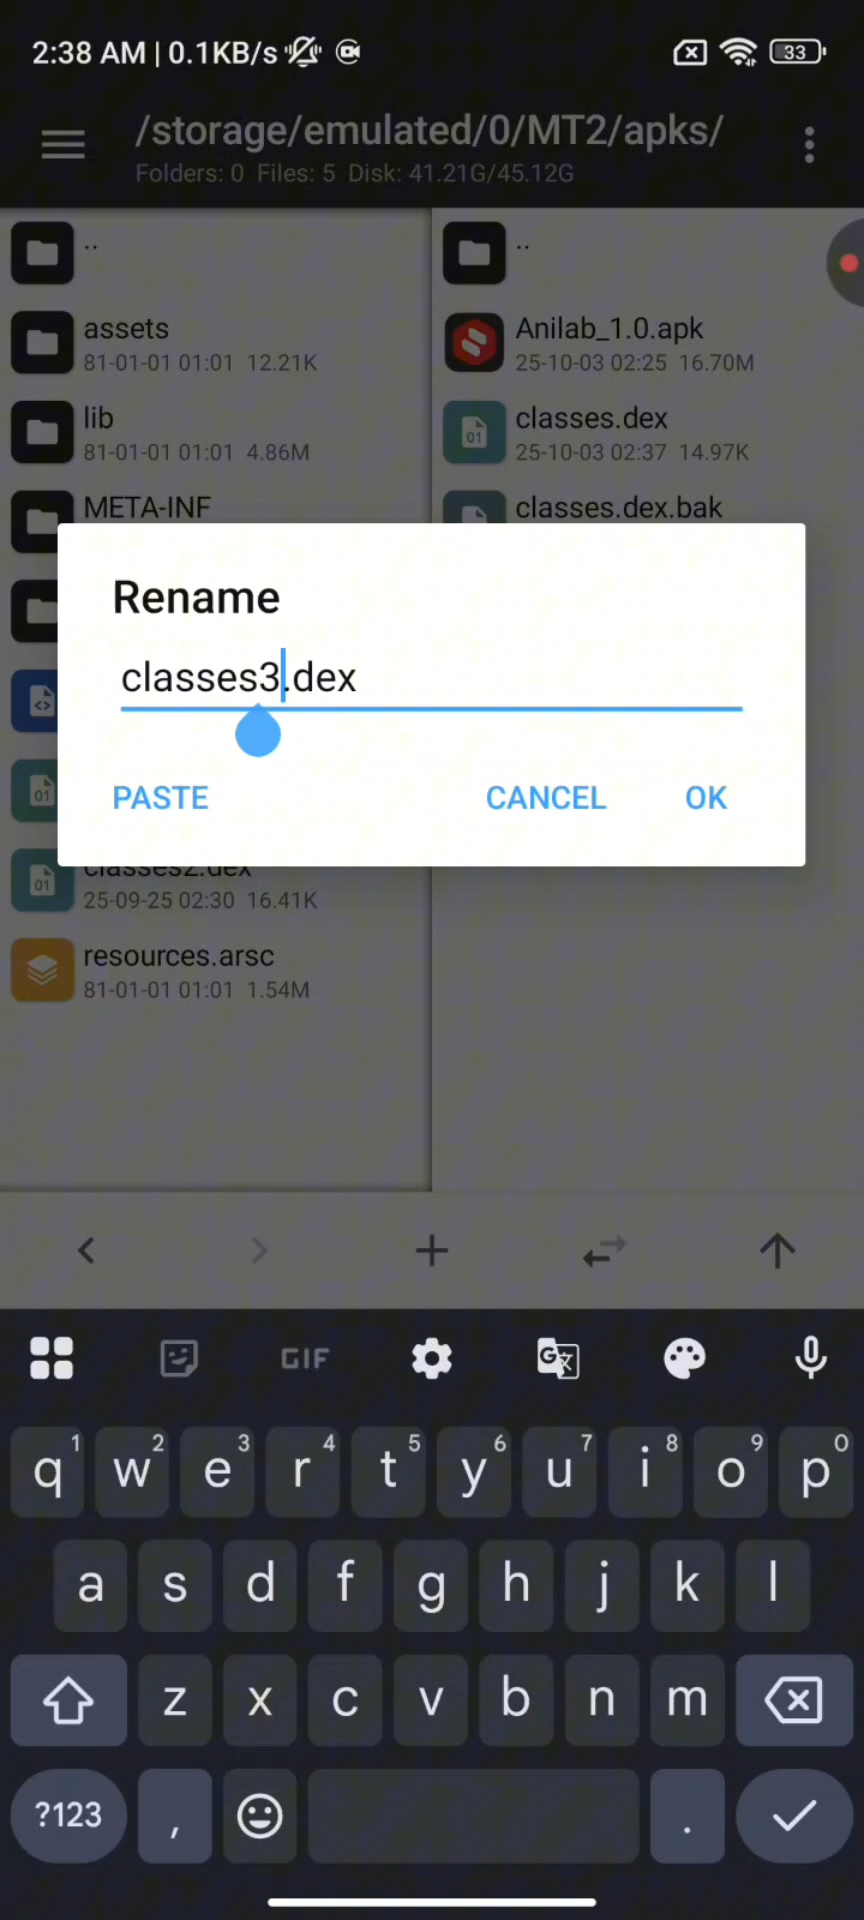 2:38 AM | 0.1KB/s
33
/storage/emulated/0/MT2/apks/
Folders: 0 Files: 5 Disk: 41.21G/45.12G
..
assets
81-01-01 01:01 12.21K
lib
81-01-01 01:01 4.86M
META-INF
..
Anilab_1.0.apk
25-10-03 02:25 16.70M
classes.dex
25-10-03 02:37 14.97K
classes.dex.bak
Rename
classes3.dex
PASTE
CANCEL
OK
classes2.dex
25-09-25 02:30 16.41K
resources.arsc
81-01-01 01:01 1.54M
GIF
q1 w2 e3 r4 t5 y6 u7 i8 o9 p0
a s d f g h j k l
z x c v b n m
?123 , .